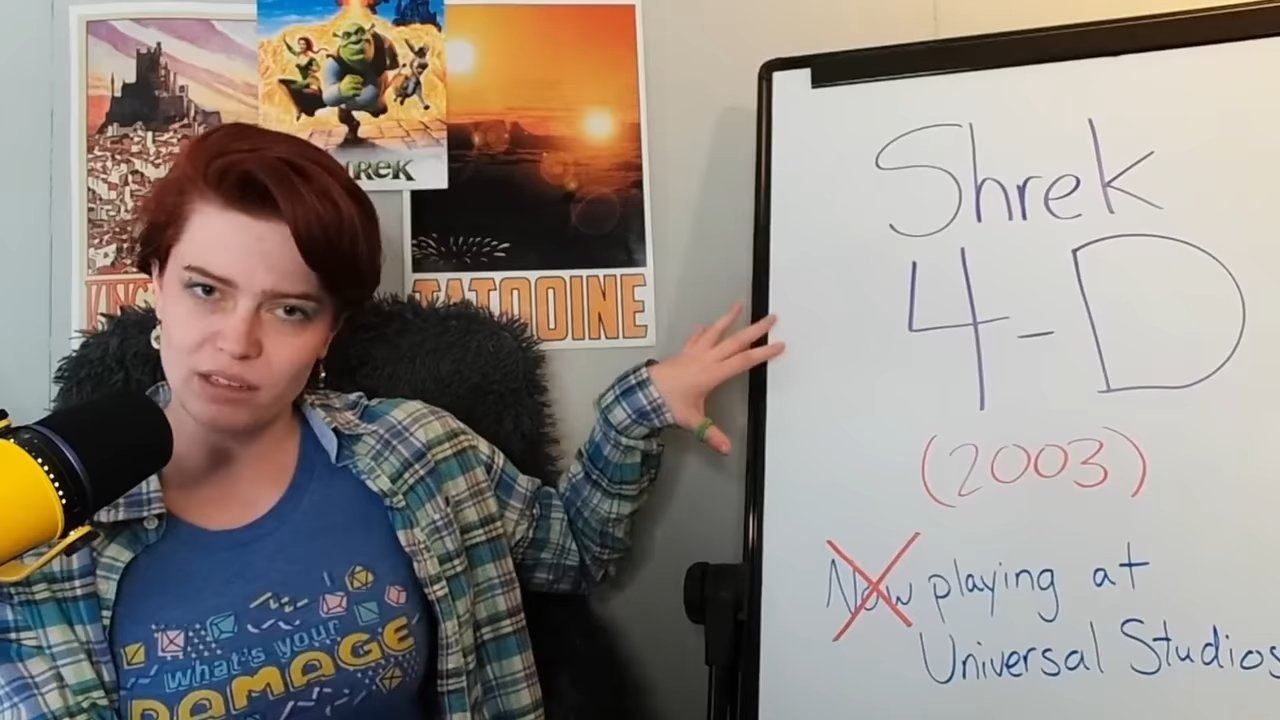 SHREK
TATOOINE
Shrek
4-D
(2003)
Now playing at
Universal Studios
what's your
DAMAGE